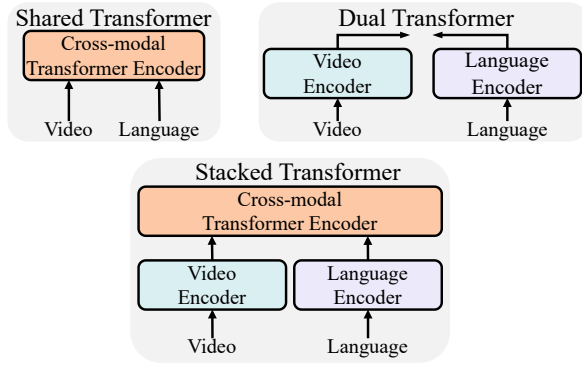 Shared Transformer
Cross-modal
Transformer Encoder
Video
Language
Dual Transformer
Video
Encoder
Language
Encoder
Video
Language
Stacked Transformer
Cross-modal
Transformer Encoder
Video
Encoder
Language
Encoder
Video
Language